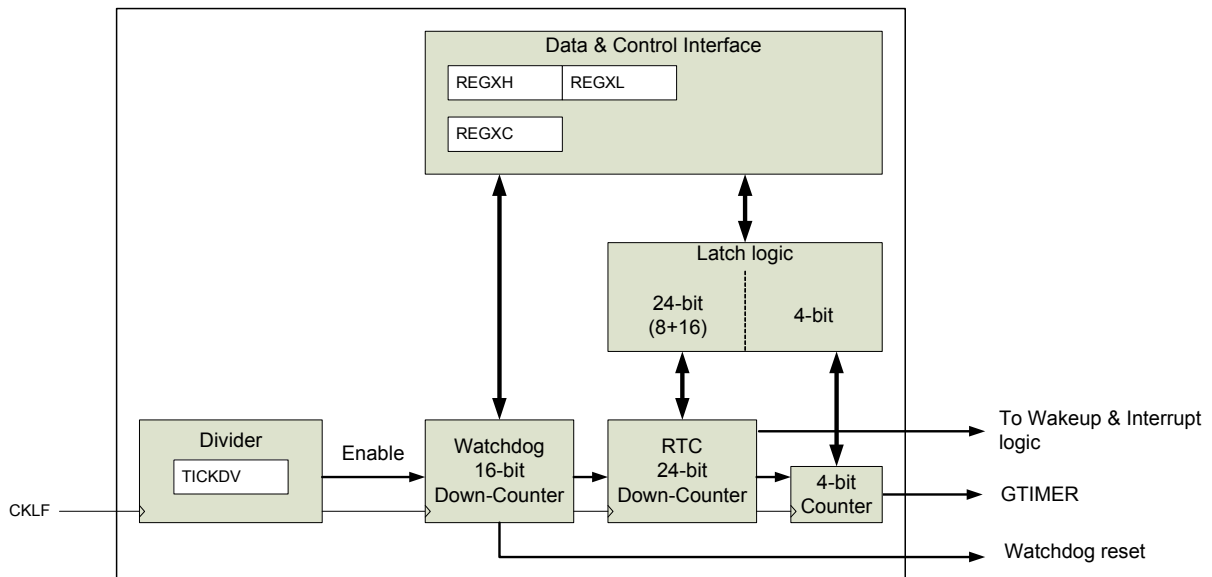 Data & Control Interface
REGXH REGXL
REGXC
Latch logic
24-bit
(8+16)
4-bit
Divider
TICKDV
Enable
Watchdog
16-bit
Down-Counter
RTC
24-bit
Down-Counter
4-bit
Counter
To Wakeup & Interrupt
logic
GTIMER
CKLF
Watchdog reset